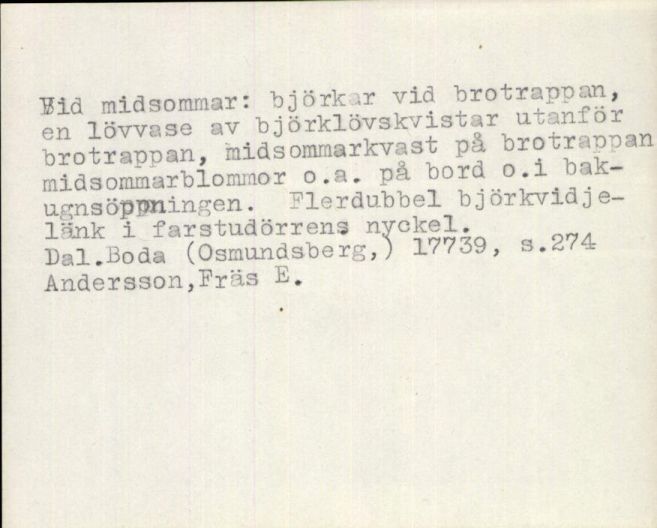 Vid midsommar: björkar vid brotrappan,
en lövvase av björklövskvistar utanför
brotrappan, midsommarkvast på brotrappan
midsommarblommor o.a. på bord o.i bak-
ugnsöppningen. Flerdubbel björkvidje-
länk i farstudörrens nyckel.
Dal.Boda (Osmundsberg,) 17739, s.274
Andersson,Fräs E.